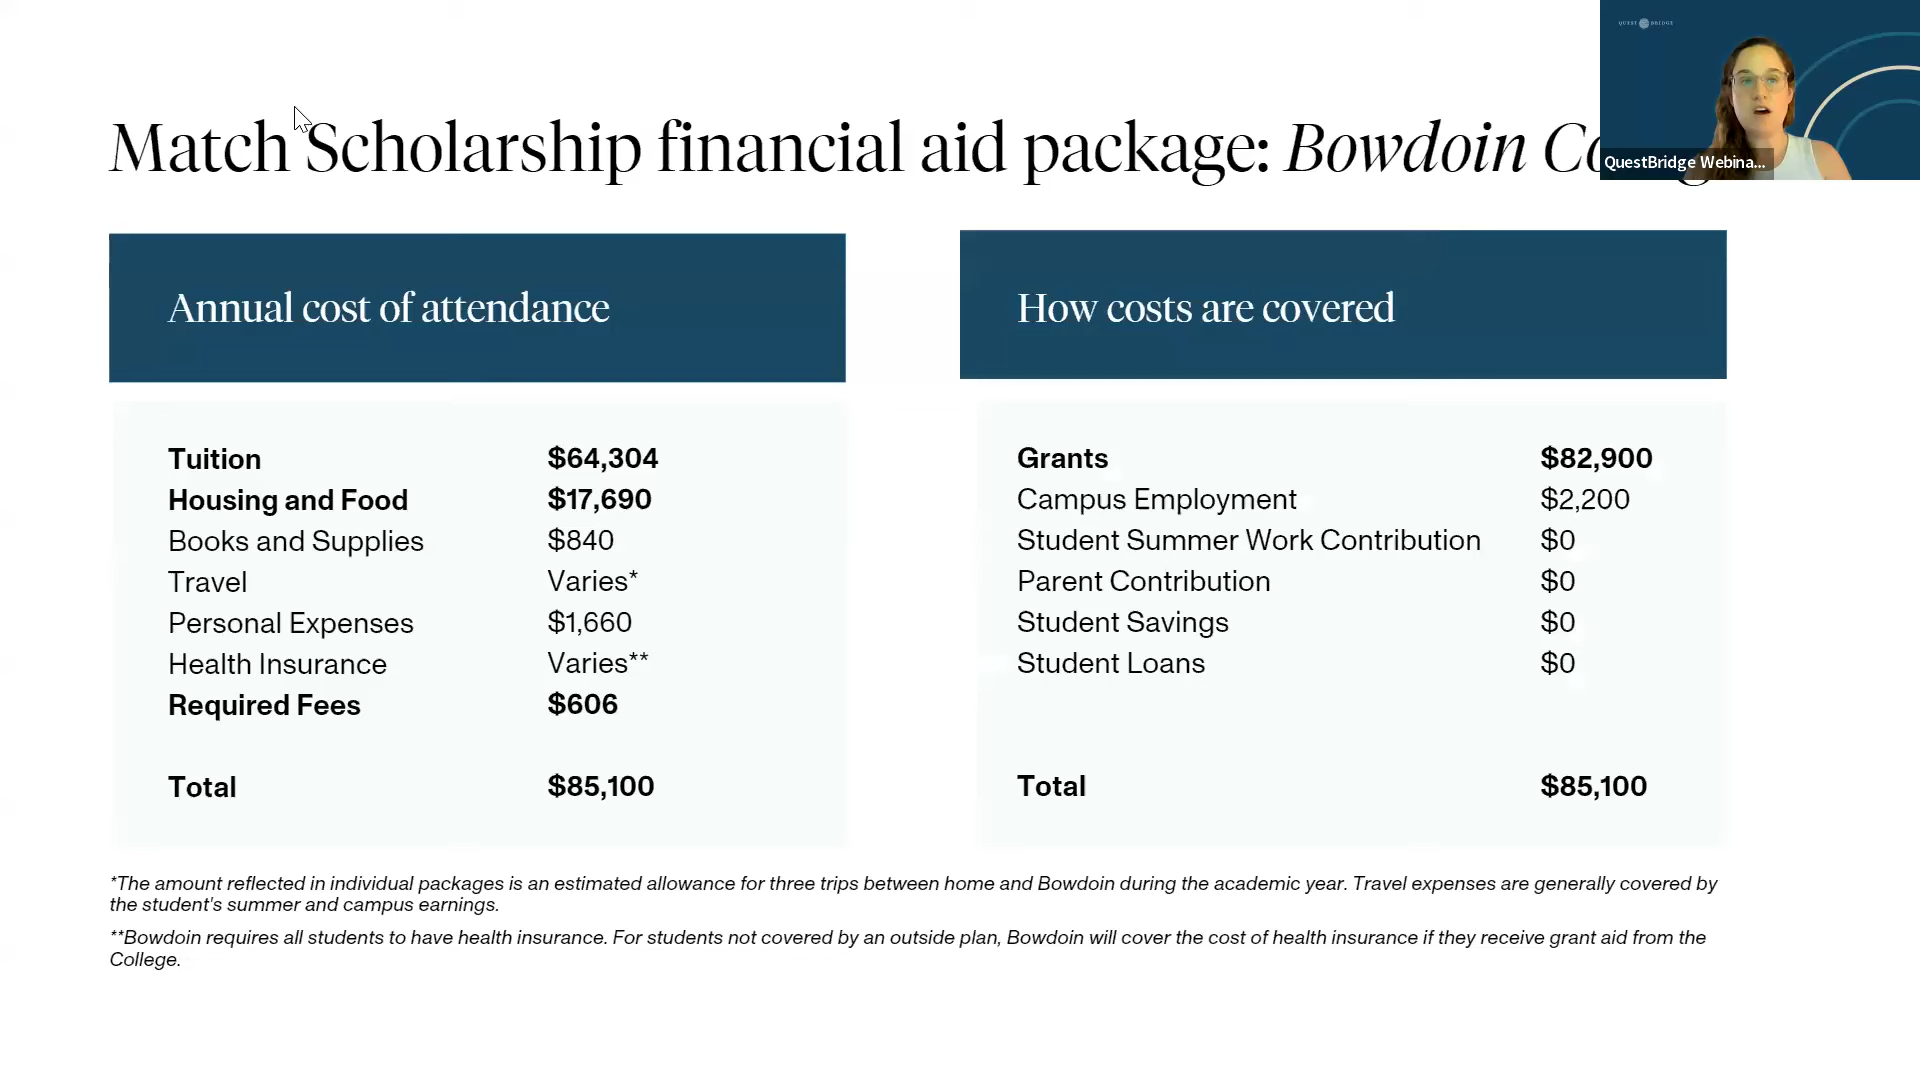 QUEST BRIDGE
Match Scholarship financial aid package: Bowdoin
QuestBridge Webina...
Annual cost of attendance
Tuition $64,304
Housing and Food $17,690
Books and Supplies $840
Travel Varies*
Personal Expenses $1,660
Health Insurance Varies**
Required Fees $606
Total $85,100
How costs are covered
Grants $82,900
Campus Employment $2,200
Student Summer Work Contribution $0
Parent Contribution $0
Student Savings $0
Student Loans $0
Total $85,100
*The amount reflected in individual packages is an estimated allowance for three trips between home and Bowdoin during the academic year. Travel expenses are generally covered by
the student's summer and campus earnings.
**Bowdoin requires all students to have health insurance. For students not covered by an outside plan, Bowdoin will cover the cost of health insurance if they receive grant aid from the
College.